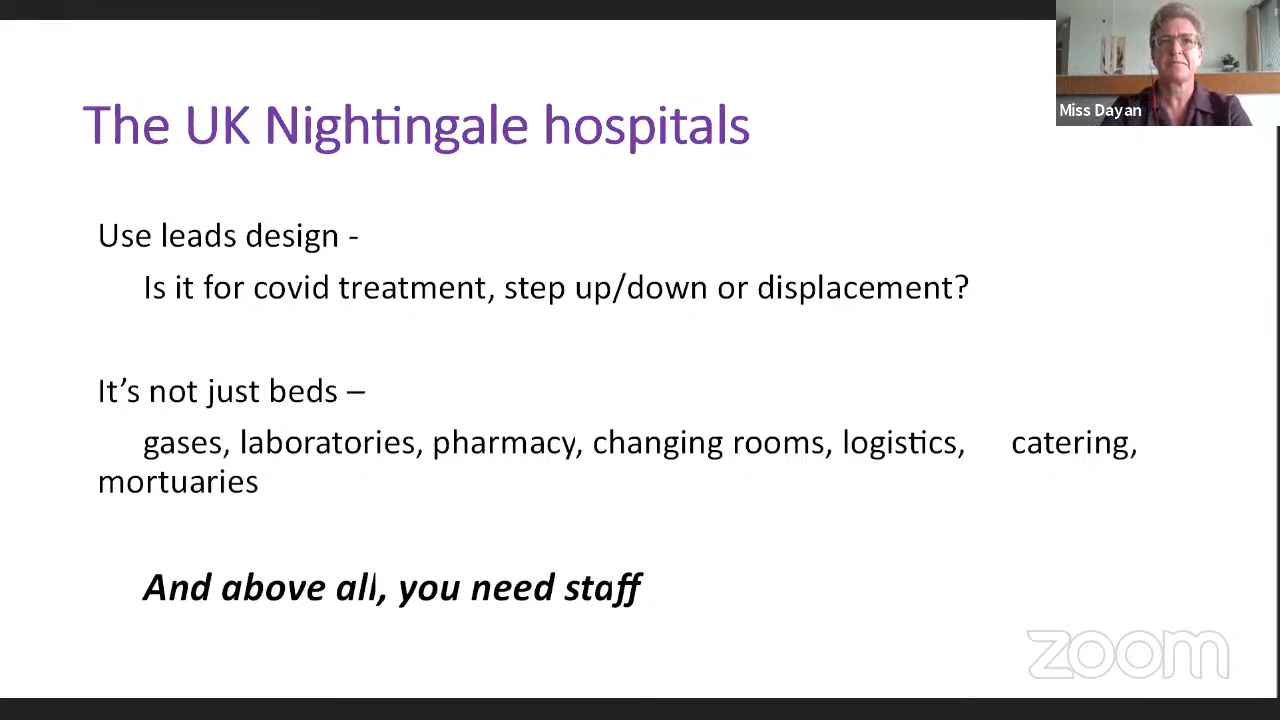 The UK Nightingale hospitals
Miss Dayan
Use leads design -
Is it for covid treatment, step up/down or displacement?
It’s not just beds –
gases, laboratories, pharmacy, changing rooms, logistics, catering,
mortuaries
And above all, you need staff
zoom